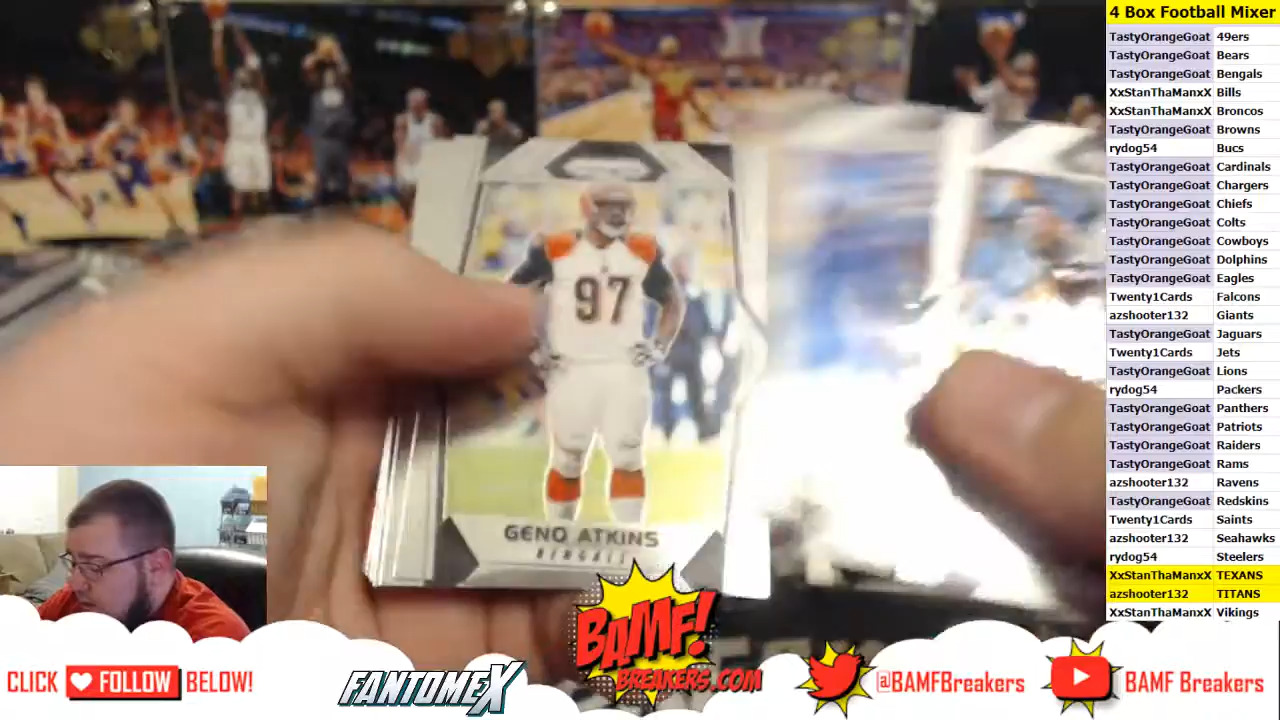 4 Box Football Mixer
TastyOrangeGoat 49ers
TastyOrangeGoat Bears
TastyOrangeGoat Bengals
XxStanThaManxX Bills
XxStanThaManxX Broncos
TastyOrangeGoat Browns
rydog54 Bucs
TastyOrangeGoat Cardinals
TastyOrangeGoat Chargers
TastyOrangeGoat Chiefs
TastyOrangeGoat Colts
TastyOrangeGoat Cowboys
TastyOrangeGoat Dolphins
TastyOrangeGoat Eagles
Twenty1Cards Falcons
azshooter132 Giants
TastyOrangeGoat Jaguars
Twenty1Cards Jets
TastyOrangeGoat Lions
rydog54 Packers
TastyOrangeGoat Panthers
TastyOrangeGoat Patriots
TastyOrangeGoat Raiders
TastyOrangeGoat Rams
azshooter132 Ravens
TastyOrangeGoat Redskins
Twenty1Cards Saints
azshooter132 Seahawks
rydog54 Steelers
XxStanThaManxX TEXANS
azshooter132 TITANS
XxStanThaManxX Vikings
97
GENO ATKINS
BENGALS
BAMF!
BREAKERS.COM
CLICK FOLLOW BELOW!
FANTOMEX
@BAMFBreakers
BAMF Breakers